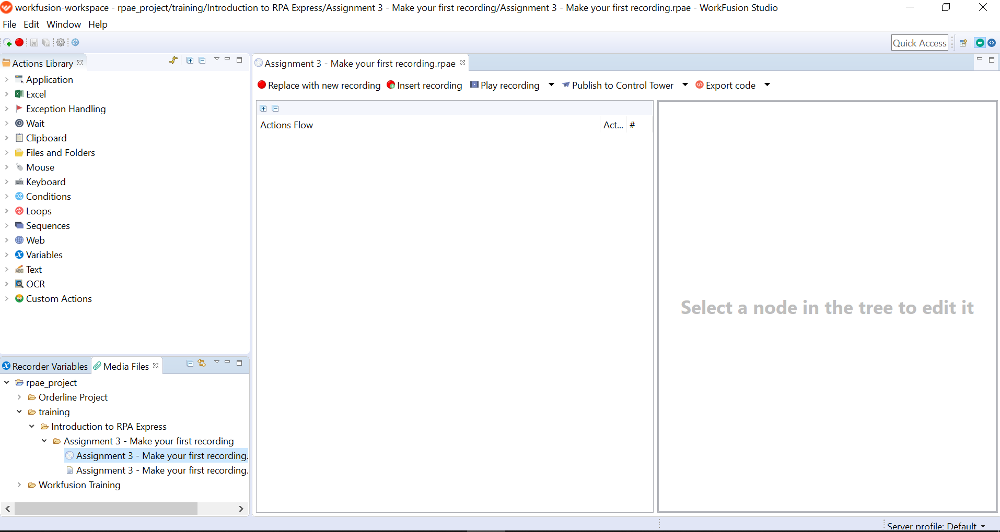 workfusion-workspace - rpae_project/training/Introduction to RPA Express/Assignment 3 - Make your first recording/Assignment 3 - Make your first recording.rpae - WorkFusion Studio
File Edit Window Help
Quick Access
Actions Library
Application
Excel
Exception Handling
Wait
Clipboard
Files and Folders
Mouse
Keyboard
Conditions
Loops
Sequences
Web
Variables
Text
OCR
Custom Actions
Recorder Variables Media Files
rpae_project
Orderline Project
training
Introduction to RPA Express
Assignment 3 - Make your first recording
Assignment 3 - Make your first recording.
Assignment 3 - Make your first recording.
Workfusion Training
Assignment 3 - Make your first recording.rpae
Replace with new recording Insert recording Play recording Publish to Control Tower Export code
Actions Flow Act... #
Select a node in the tree to edit it
Server profile: Default